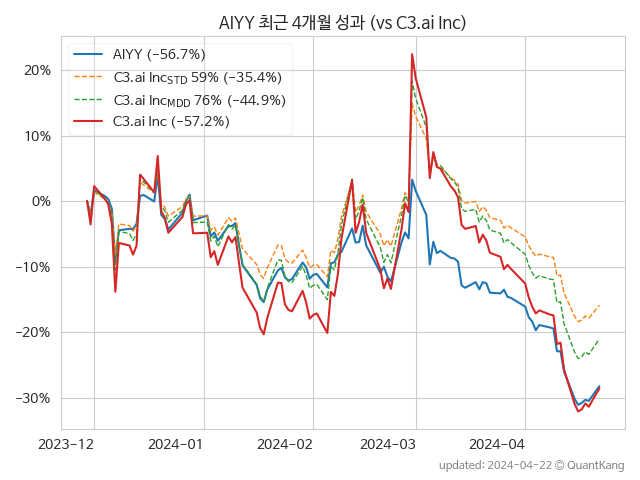 AIYY 최근 4개월 성과 (vs C3.ai Inc)
AIYY (−56.7%)
C3.ai Inc_STD 59% (−35.4%)
C3.ai Inc_MDD 76% (−44.9%)
C3.ai Inc (−57.2%)
20%
10%
0%
−10%
−20%
−30%
2023-12 2024-01 2024-02 2024-03 2024-04
updated: 2024-04-22 ⓒ QuantKang